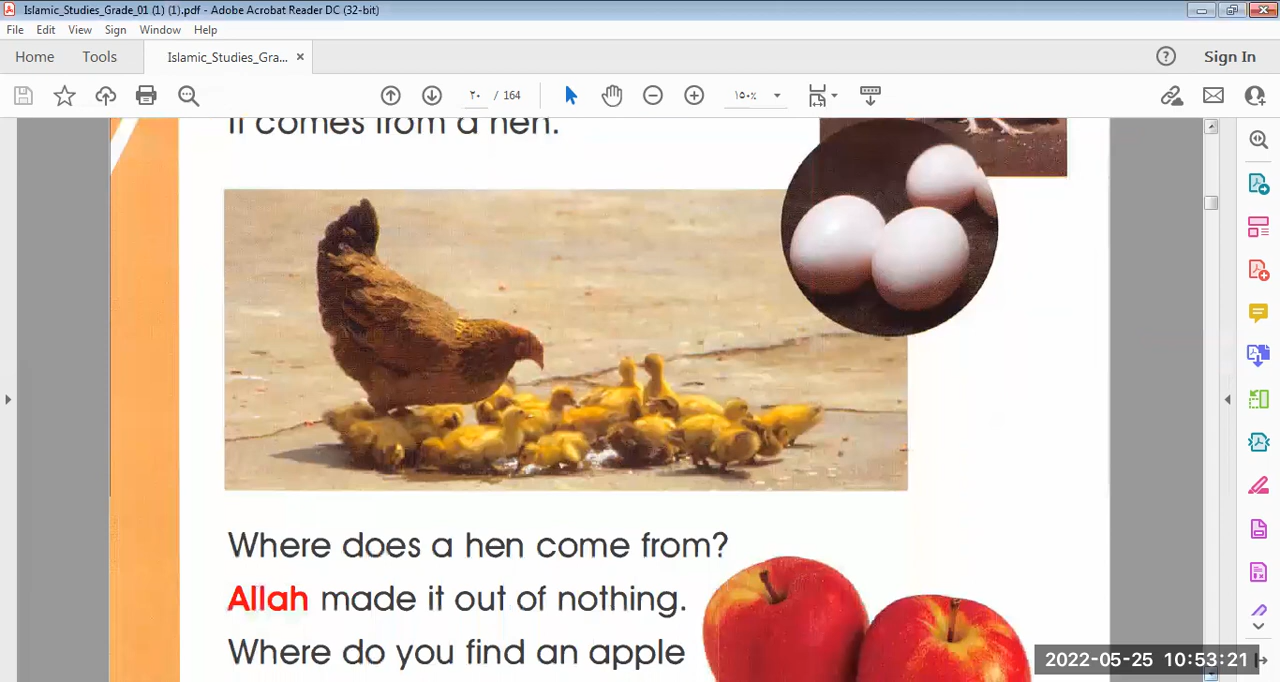 Islamic_Studies_Grade_01 (1) (1).pdf - Adobe Acrobat Reader DC (32-bit)
File Edit View Sign Window Help
Home Tools Islamic_Studies_Gra... × Sign In
٢٠ / 164 ١٥٠٪
It comes from a hen.
Where does a hen come from?
Allah made it out of nothing.
Where do you find an apple
2022-05-25 10:53:21